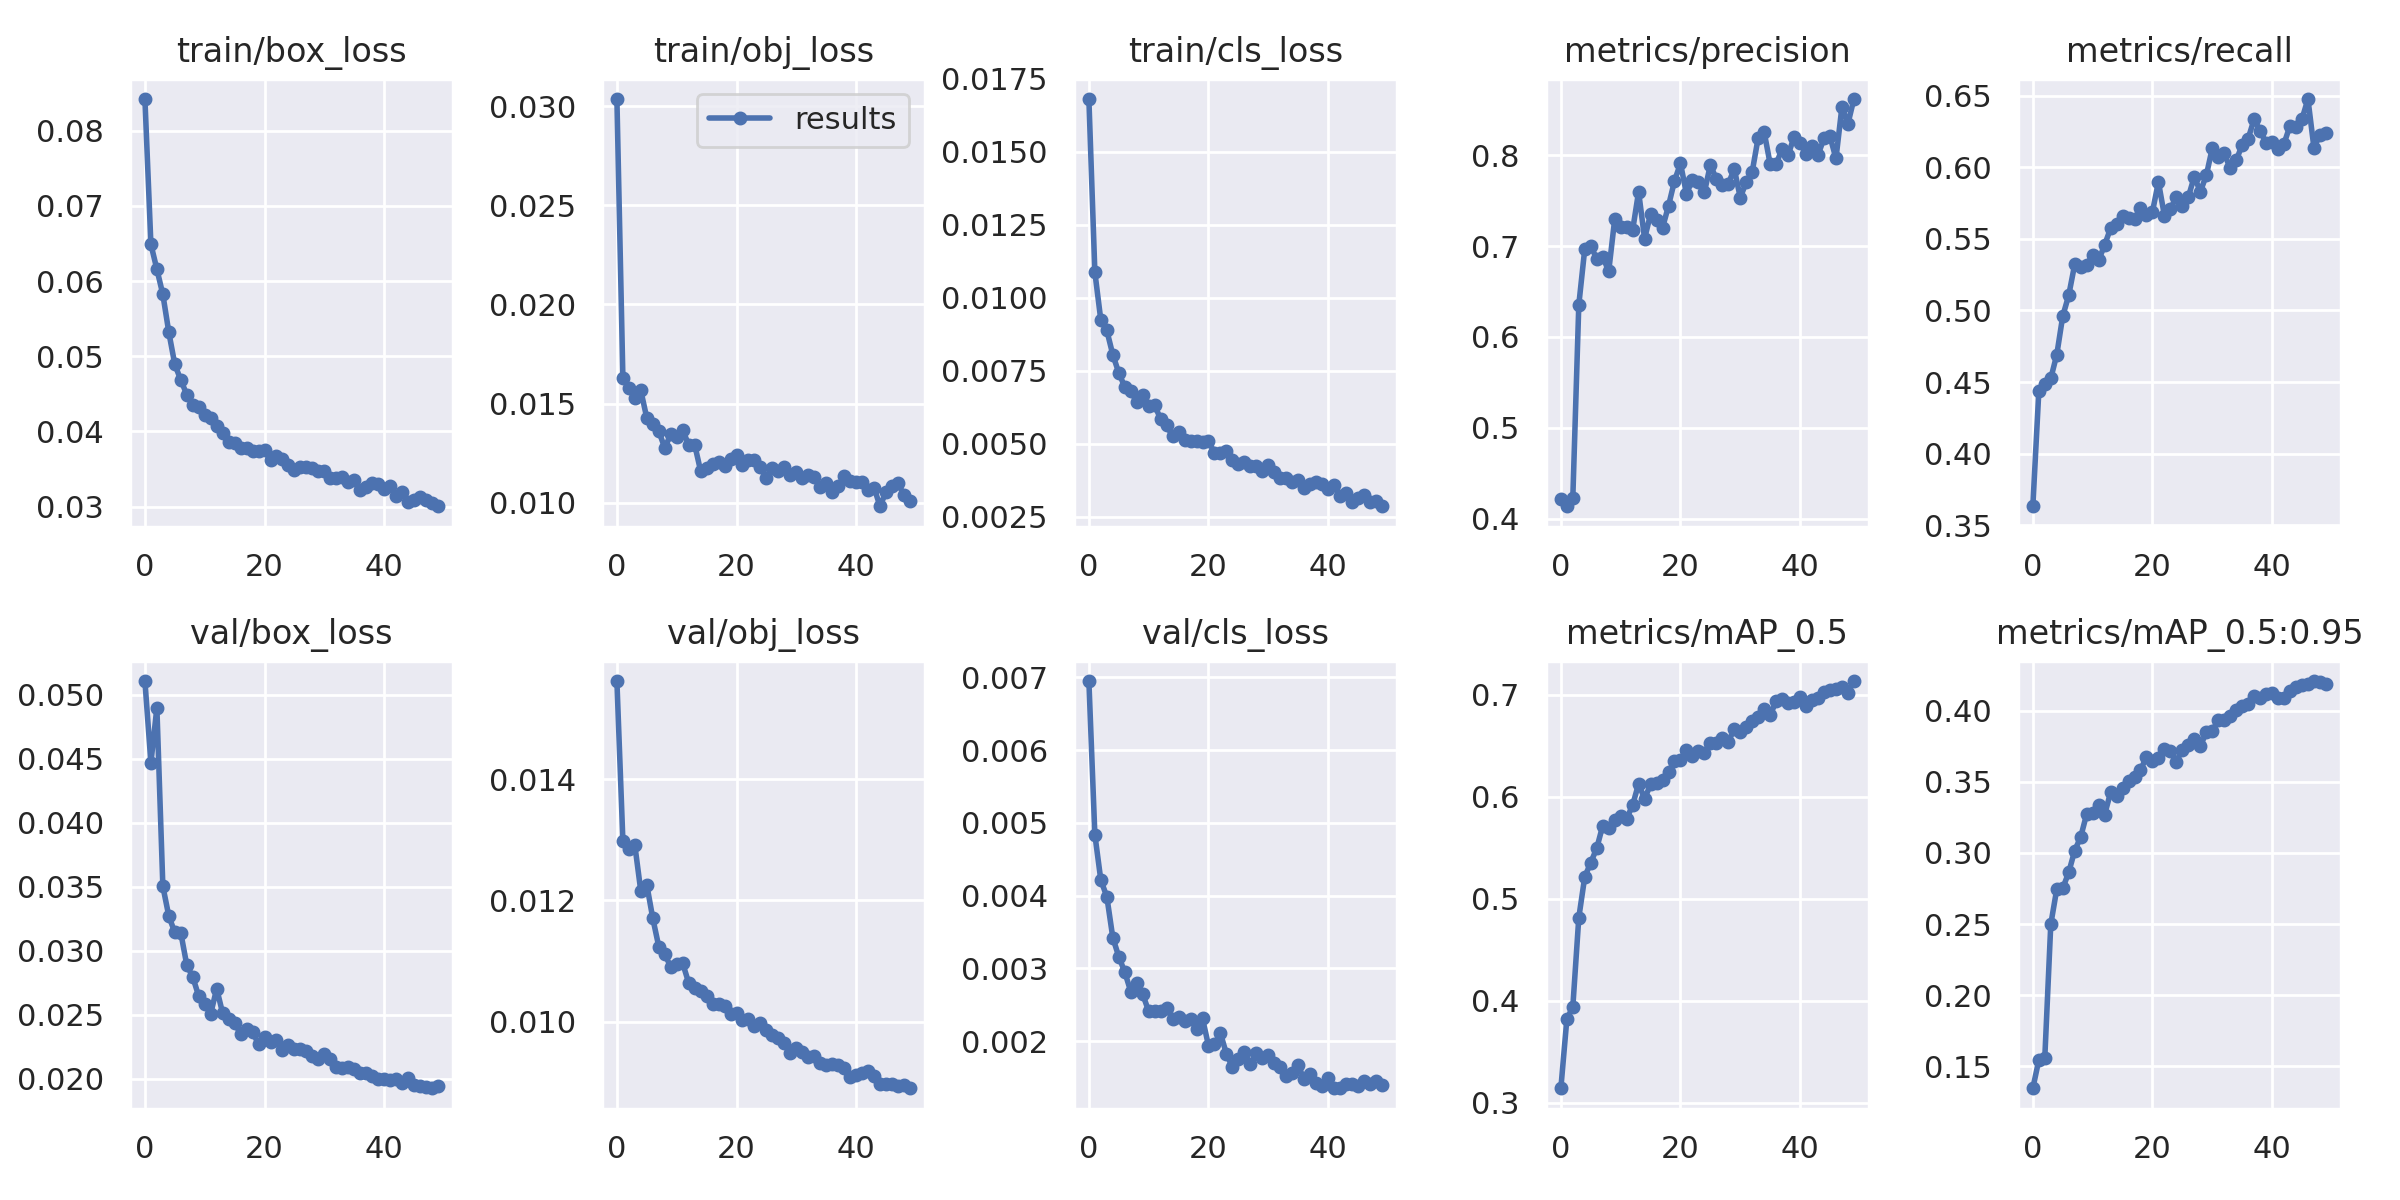 train/box_loss
0.08
0.07
0.06
0.05
0.04
0.03
0 20 40
train/obj_loss
results
0.030
0.025
0.020
0.015
0.010
0 20 40
train/cls_loss
0.0175
0.0150
0.0125
0.0100
0.0075
0.0050
0.0025
0 20 40
metrics/precision
0.8
0.7
0.6
0.5
0.4
0 20 40
metrics/recall
0.65
0.60
0.55
0.50
0.45
0.40
0.35
0 20 40
val/box_loss
0.050
0.045
0.040
0.035
0.030
0.025
0.020
0 20 40
val/obj_loss
0.014
0.012
0.010
0 20 40
val/cls_loss
0.007
0.006
0.005
0.004
0.003
0.002
0 20 40
metrics/mAP_0.5
0.7
0.6
0.5
0.4
0.3
0 20 40
metrics/mAP_0.5:0.95
0.40
0.35
0.30
0.25
0.20
0.15
0 20 40